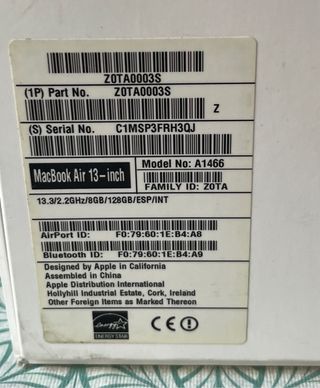 Z0TA0003S
(1P) Part No. Z0TA0003S
Z
(S) Serial No. C1MSP3FRH3QJ
MacBook Air 13-inch
Model No: A1466
FAMILY ID: Z0TA
13.3/2.2GHz/8GB/128GB/ESP/INT
AirPort ID: F0:79:60:1E:B4:A8
Bluetooth ID: F0:79:60:1E:B4:A9
Designed by Apple in California
Assembled in China
Apple Distribution International
Hollyhill Industrial Estate, Cork, Ireland
Other Foreign Items as Marked Thereon
energy
ENERGY STAR
CE